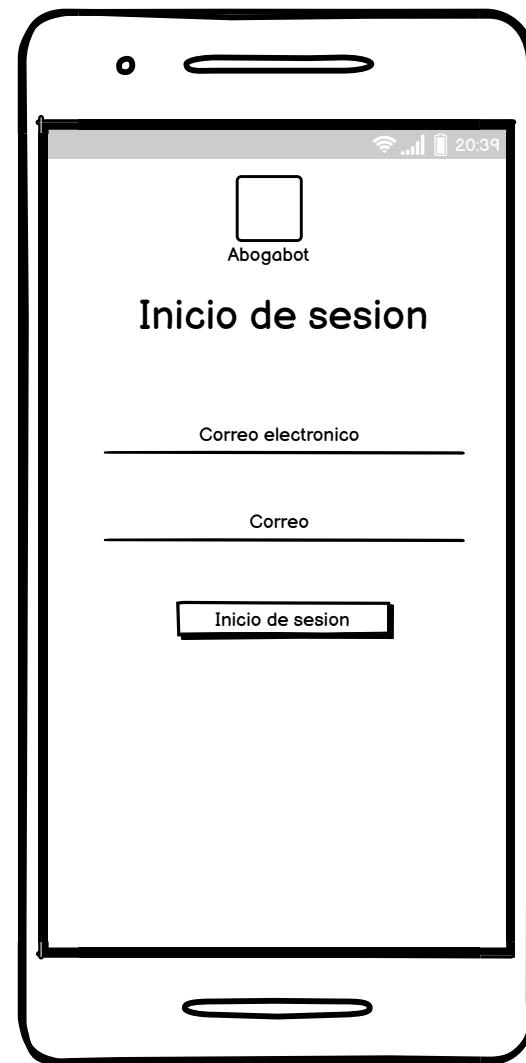 20:39
Abogabot
Inicio de sesion
Correo electronico
Correo
Inicio de sesion